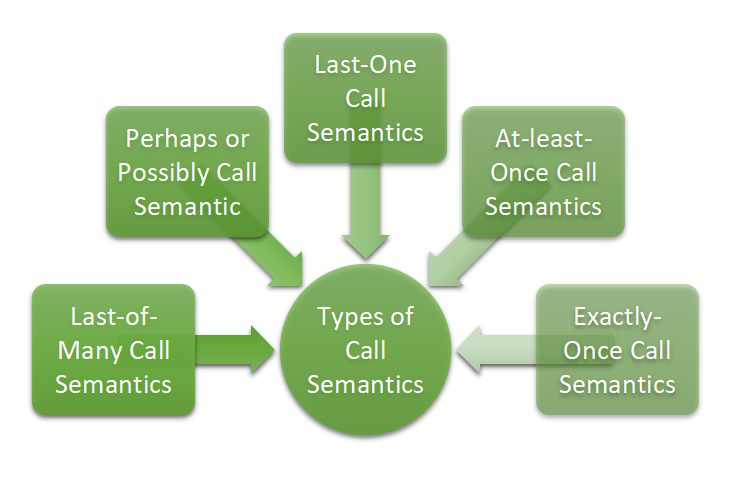 Last-One
Call
Semantics
Perhaps or
Possibly Call
Semantic
At-least-
Once Call
Semantics
Last-of-
Many Call
Semantics
Types of
Call
Semantics
Exactly-
Once Call
Semantics